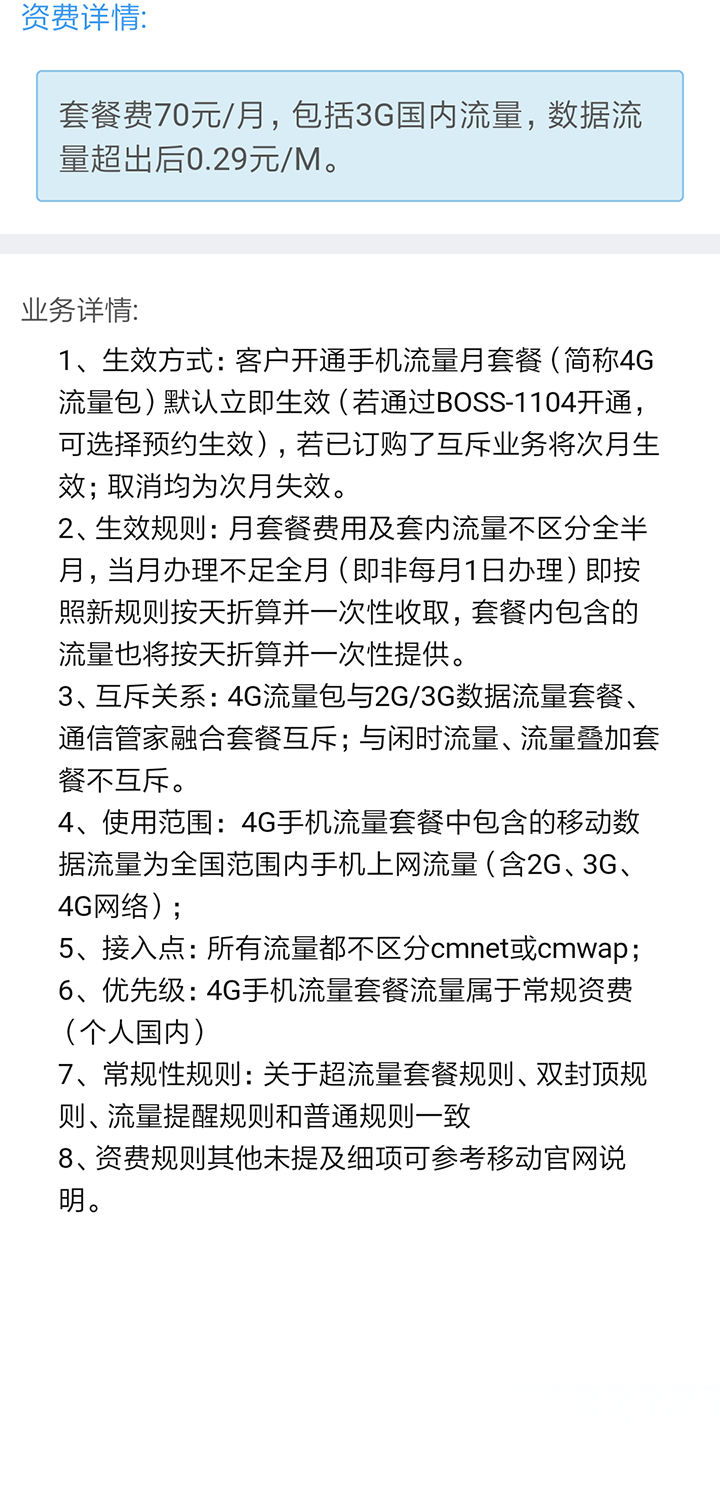 资费详情:
套餐费70元/月，包括3G国内流量，数据流
量超出后0.29元/M。
业务详情:
1、生效方式：客户开通手机流量月套餐（简称4G
流量包）默认立即生效（若通过BOSS-1104开通，
可选择预约生效），若已订购了互斥业务将次月生
效；取消均为次月失效。
2、生效规则：月套餐费用及套内流量不区分全半
月，当月办理不足全月（即非每月1日办理）即按
照新规则按天折算并一次性收取，套餐内包含的
流量也将按天折算并一次性提供。
3、互斥关系：4G流量包与2G/3G数据流量套餐、
通信管家融合套餐互斥；与闲时流量、流量叠加套
餐不互斥。
4、使用范围：4G手机流量套餐中包含的移动数
据流量为全国范围内手机上网流量（含2G、3G、
4G网络）；
5、接入点：所有流量都不区分cmnet或cmwap；
6、优先级：4G手机流量套餐流量属于常规资费
（个人国内）
7、常规性规则：关于超流量套餐规则、双封顶规
则、流量提醒规则和普通规则一致
8、资费规则其他未提及细项可参考移动官网说
明。